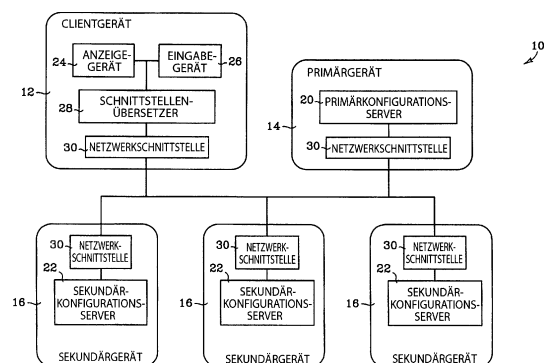 CLIENTGERÄT
24
ANZEIGE-
GERÄT
EINGABE-
GERÄT
26
12
28
SCHNITTSTELLEN-
ÜBERSETZER
30
NETZWERKSCHNITTSTELLE
10
PRIMÄRGERÄT
20
PRIMÄRKONFIGURATIONS-
SERVER
14
30
NETZWERKSCHNITTSTELLE
30
NETZWERK-
SCHNITTSTELLE
22
16
SEKUNDÄR-
KONFIGURATIONS-
SERVER
SEKUNDÄRGERÄT
30
NETZWERK-
SCHNITTSTELLE
22
16
SEKUNDÄR-
KONFIGURATIONS-
SERVER
SEKUNDÄRGERÄT
30
NETZWERK-
SCHNITTSTELLE
22
16
SEKUNDÄR-
KONFIGURATIONS-
SERVER
SEKUNDÄRGERÄT